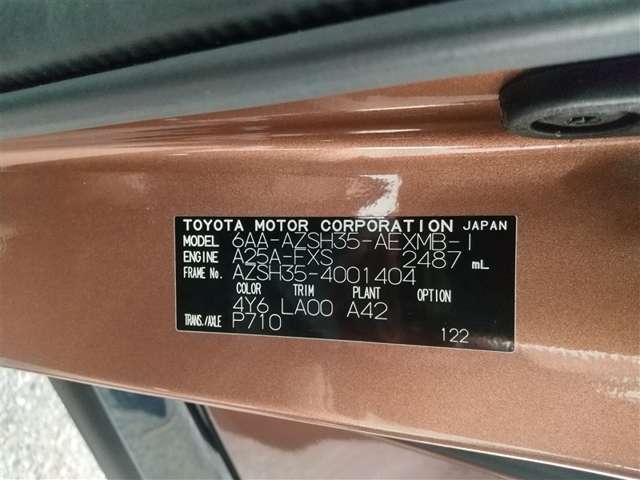 TOYOTA MOTOR CORPORATION JAPAN
MODEL 6AA-AZSH35-AEXMB-I
ENGINE A25A-FXS 2487 mL
FRAME No. AZSH35-4001404
COLOR TRIM PLANT OPTION
4Y6 LA00 A42
TRANS./AXLE P710
122